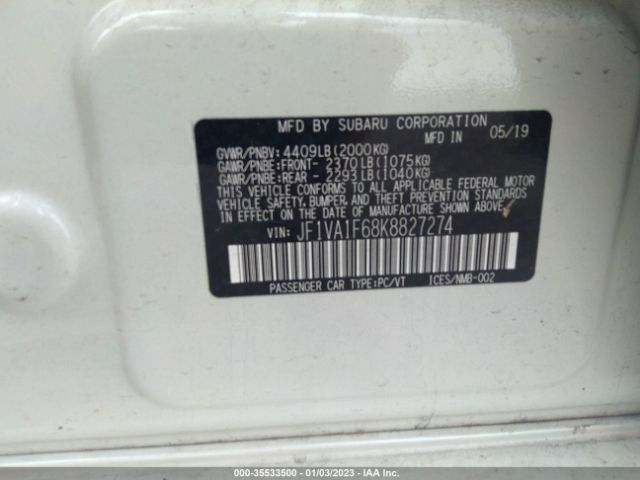 MFD BY SUBARU CORPORATION
MFD IN 05/19
GVWR/PNBV: 4409LB(2000KG)
GAWR/PNBE:FRONT- 2370LB(1075KG)
GAWR/PNBE:REAR - 2293LB(1040KG)
THIS VEHICLE CONFORMS TO ALL APPLICABLE FEDERAL MOTOR
VEHICLE SAFETY, BUMPER, AND THEFT PREVENTION STANDARDS
IN EFFECT ON THE DATE OF MANUFACTURE SHOWN ABOVE.
VIN: JF1VA1F68K8827274
PASSENGER CAR TYPE:PC/VT ICES/NMB-002
000-35533500 - 01/03/2023 - IAA Inc.